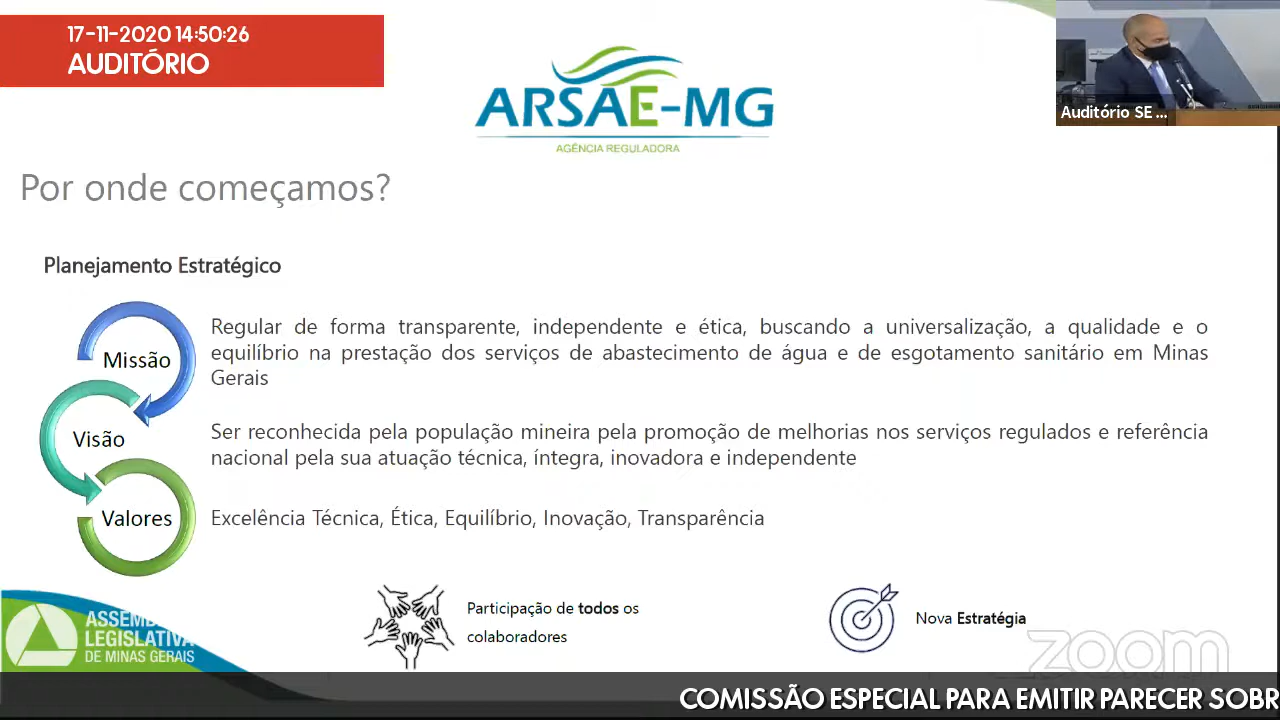 17-11-2020 14:50:26
AUDITÓRIO
ARSAE-MG
AGÊNCIA REGULADORA
Auditório SE ...
Por onde começamos?
Planejamento Estratégico
Missão
Regular de forma transparente, independente e ética, buscando a universalização, a qualidade e o
equilíbrio na prestação dos serviços de abastecimento de água e de esgotamento sanitário em Minas
Gerais
Visão
Ser reconhecida pela população mineira pela promoção de melhorias nos serviços regulados e referência
nacional pela sua atuação técnica, íntegra, inovadora e independente
Valores
Excelência Técnica, Ética, Equilíbrio, Inovação, Transparência
Participação de todos os
colaboradores
Nova Estratégia
ASSEMBL
LEGISLATIVA
DE MINAS GERAIS
zoom
COMISSÃO ESPECIAL PARA EMITIR PARECER SOBR